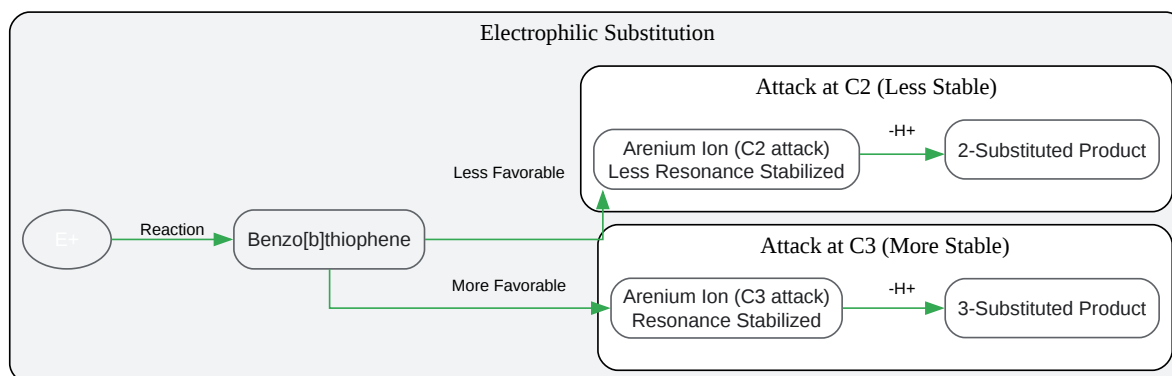 Electrophilic Substitution
Attack at C2 (Less Stable)
-H+
Arenium Ion (C2 attack)
Less Resonance Stabilized
2-Substituted Product
Less Favorable
E+
Reaction
Benzo[b]thiophene
Attack at C3 (More Stable)
More Favorable
-H+
Arenium Ion (C3 attack)
Resonance Stabilized
3-Substituted Product